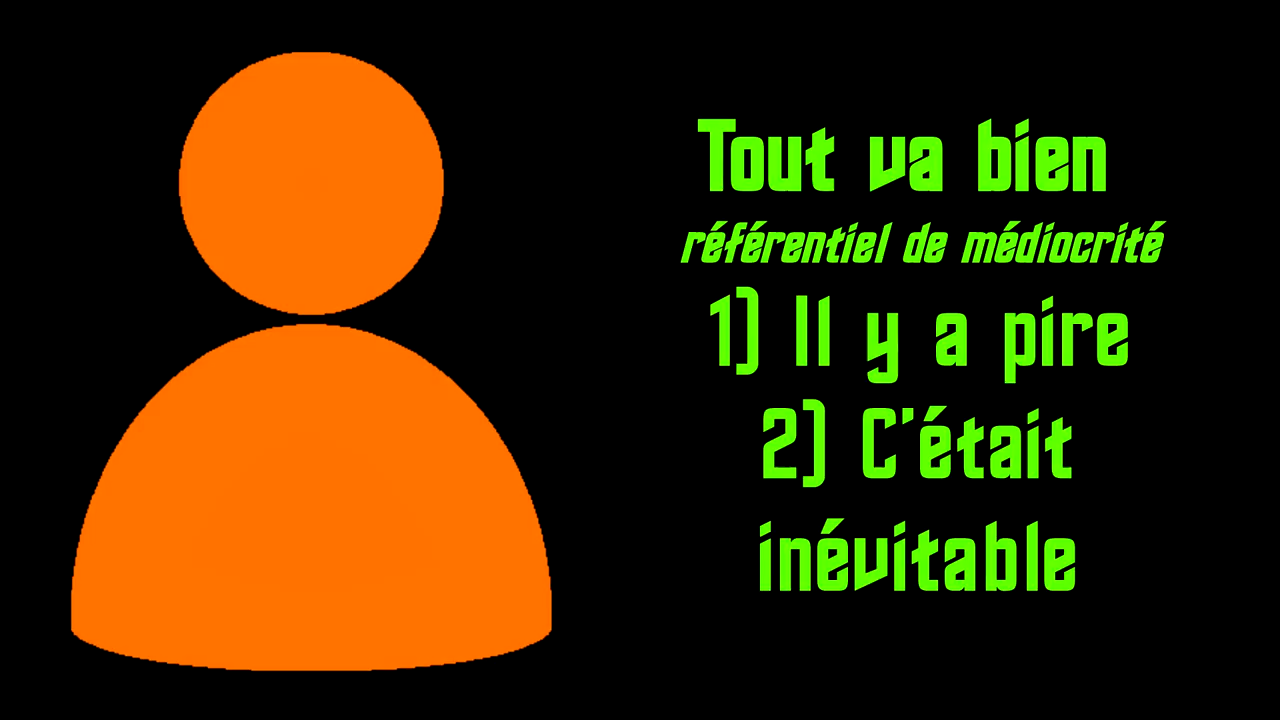 Tout va bien
référentiel de médiocrité
1) Il y a pire
2) C'était
inévitable